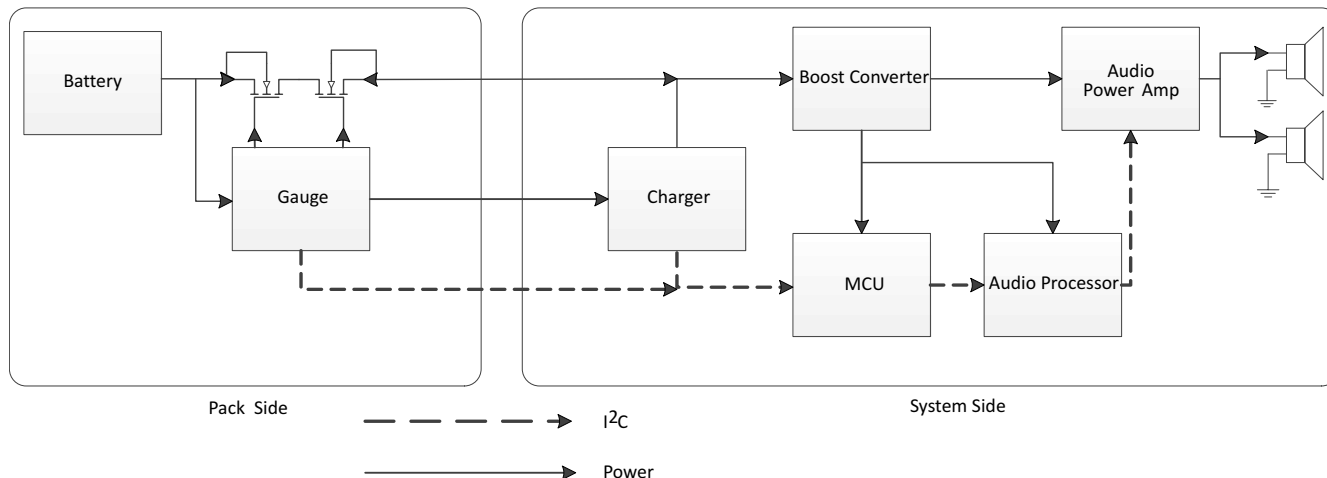 Battery
Boost Converter
Audio
Power Amp
Gauge
Charger
MCU
Audio Processor
Pack Side
System Side
I²C
Power